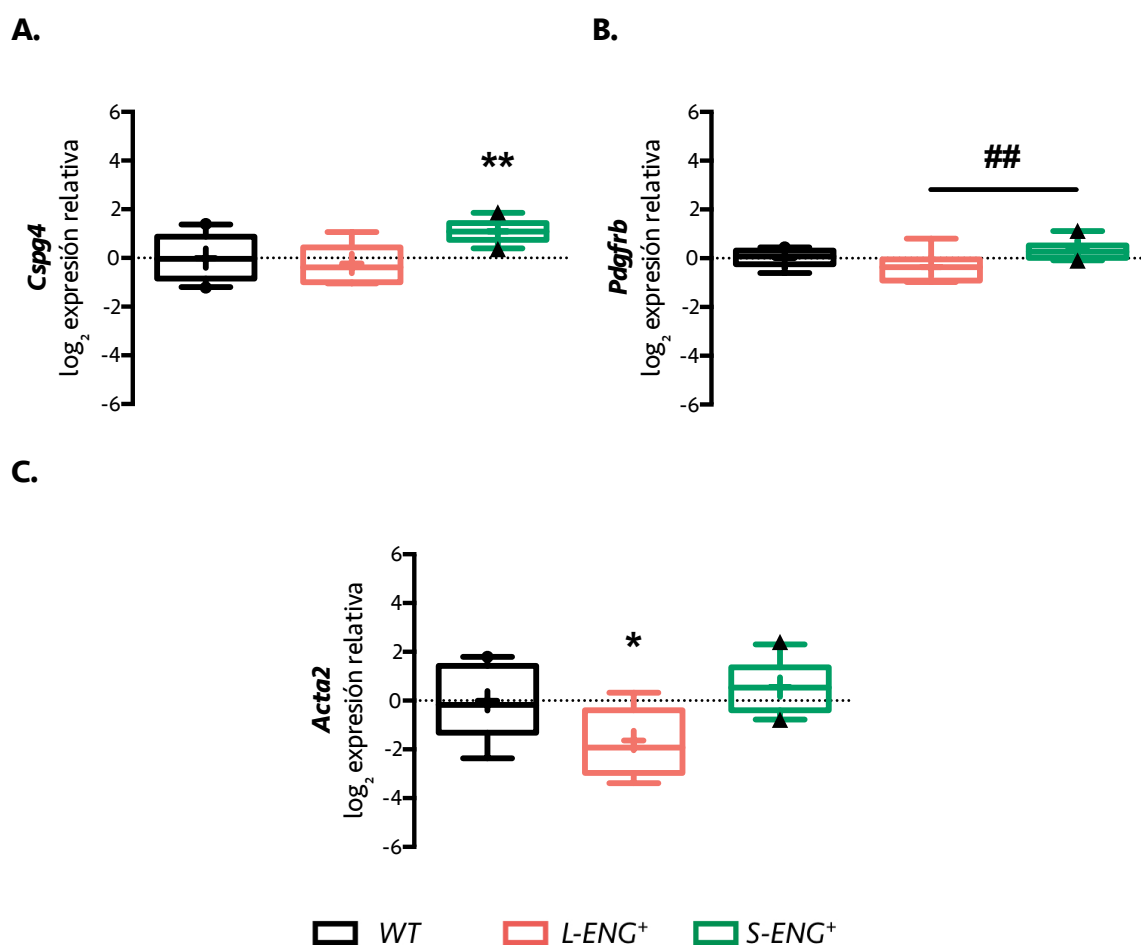 A.
B.
6
4
2
0
-2
-4
-6
Cspg4
log₂ expresión relativa
**
6
4
2
0
-2
-4
-6
Pdgfrb
log₂ expresión relativa
##
C.
6
4
2
0
-2
-4
-6
Acta2
log₂ expresión relativa
*
WT L-ENG⁺ S-ENG⁺